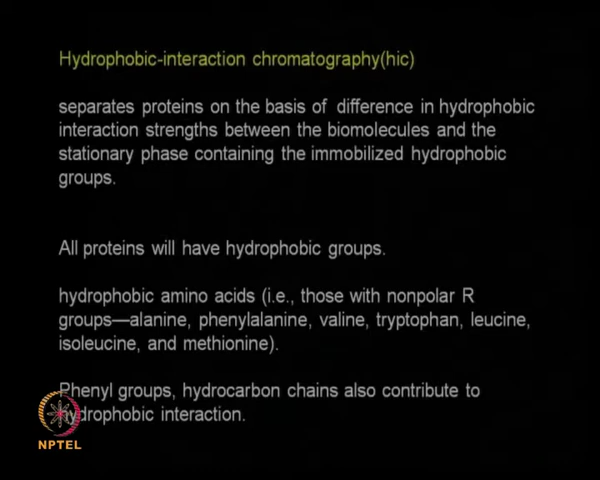 Hydrophobic-interaction chromatography(hic)
separates proteins on the basis of difference in hydrophobic
interaction strengths between the biomolecules and the
stationary phase containing the immobilized hydrophobic
groups.
All proteins will have hydrophobic groups.
hydrophobic amino acids (i.e., those with nonpolar R
groups—alanine, phenylalanine, valine, tryptophan, leucine,
isoleucine, and methionine).
Phenyl groups, hydrocarbon chains also contribute to
hydrophobic interaction.
NPTEL